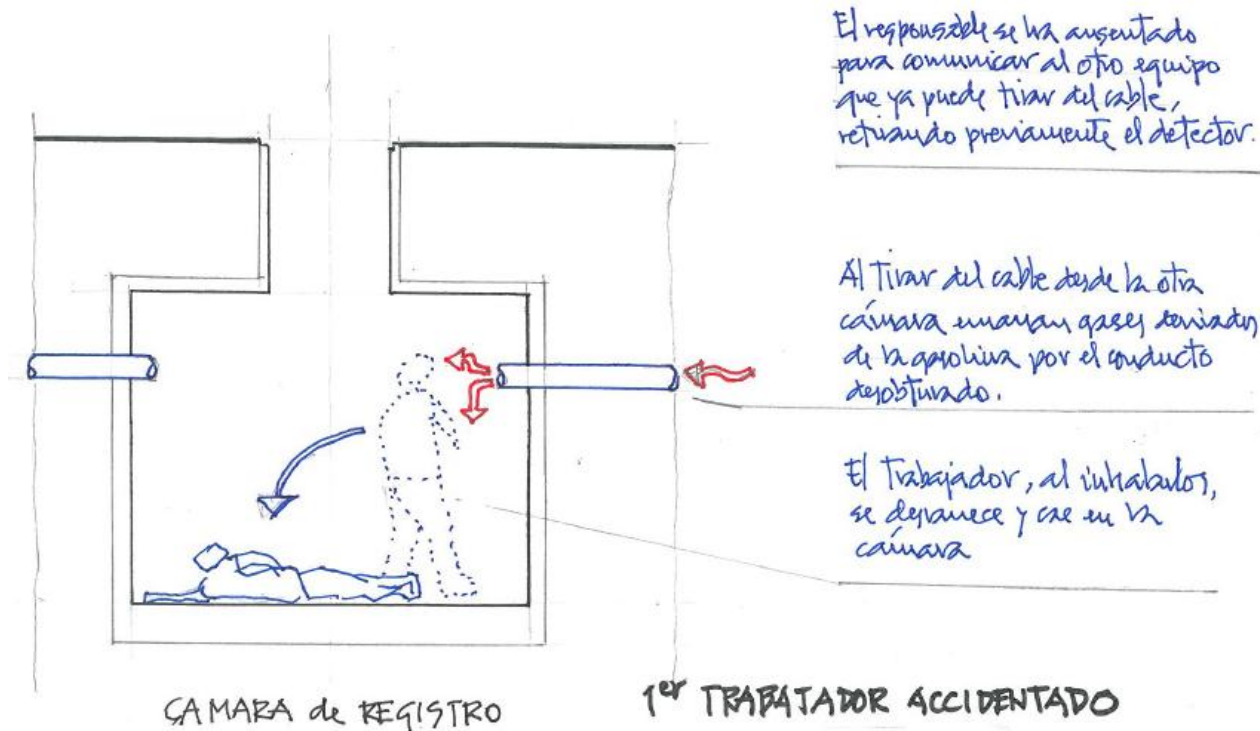 El responsable se ha ausentado
para comunicar al otro equipo
que ya puede tirar del cable,
retirando previamente el detector.
Al tirar del cable desde la otra
cámara emanan gases derivados
de la gasolina por el conducto
desobturado.
El trabajador, al inhalarlos,
se desvanece y cae en la
cámara
CAMARA de REGISTRO
1er TRABAJADOR ACCIDENTADO